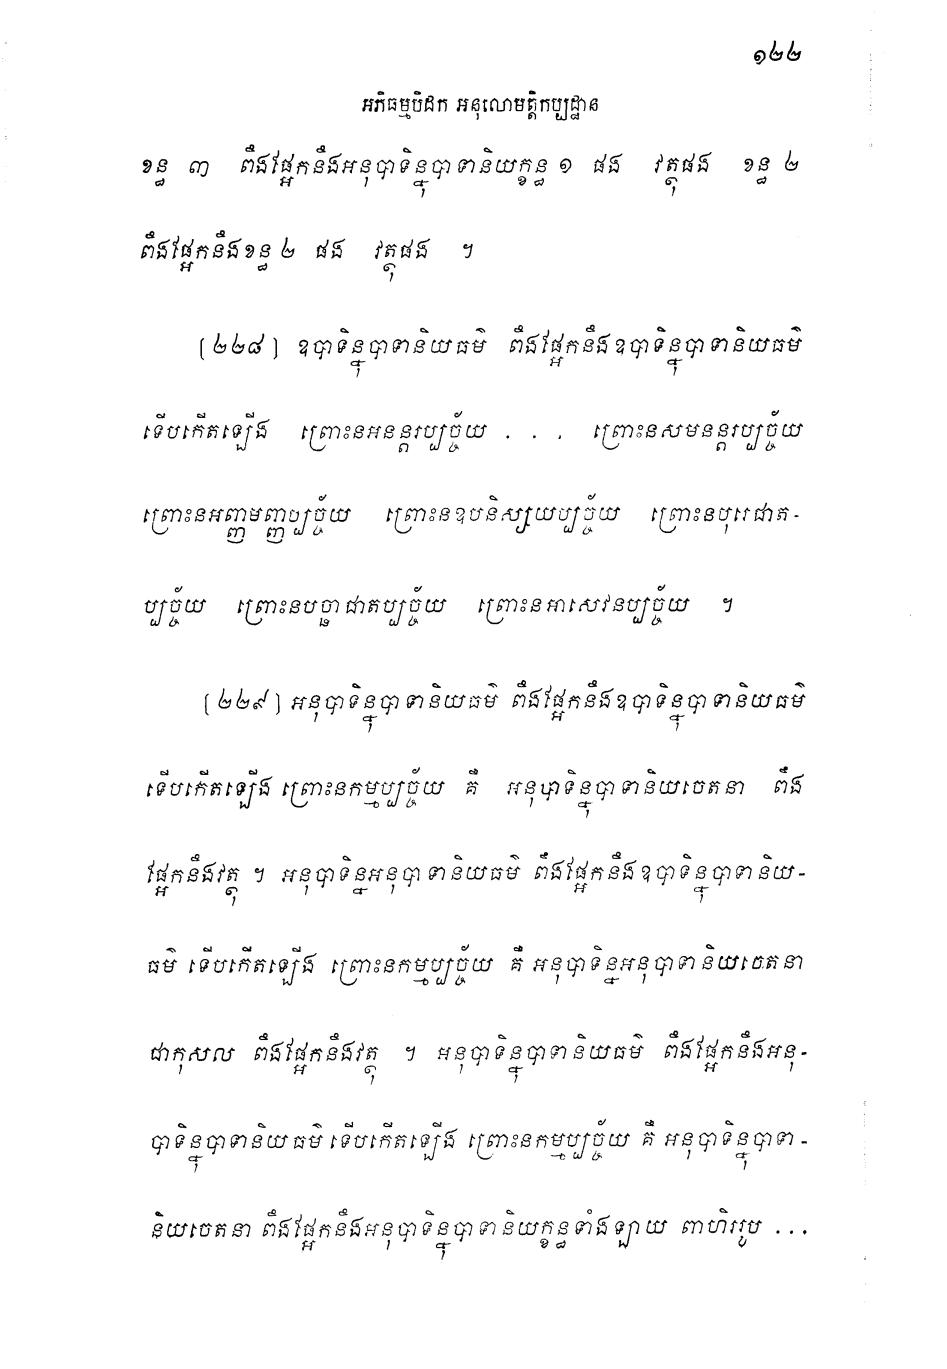 ១២២
អភិធម្មបិដក អនុលោមត្តិកប្បដ្ឋាន
ខន្ធ ៣ ពឹងផ្អែកនឹងអនុបាទិន្នុបាទានិយក្ខន្ធ ១ ផង វត្ថុផង ខន្ធ ២
ពឹងផ្អែកនឹងខន្ធ ២ ផង វត្ថុផង ។
[២២៨] ឧបាទិន្នុបាទានិយធម៌ ពឹងផ្អែកនឹងឧបាទិន្នុបាទានិយធម៌
ទើបកើតឡើង ព្រោះនអនន្តរប្បច្ច័យ . . . ព្រោះនសមនន្តរប្បច្ច័យ
ព្រោះនអញ្ញមញ្ញប្បច្ច័យ ព្រោះនឧបនិស្សយប្បច្ច័យ ព្រោះនបុរេជាត-
ប្បច្ច័យ ព្រោះនបច្ឆាជាតប្បច្ច័យ ព្រោះនអាសេវនប្បច្ច័យ ។
[២២៩] អនុបាទិន្នុបាទានិយធម៌ ពឹងផ្អែកនឹងឧបាទិន្នុបាទានិយធម៌
ទើបកើតឡើង ព្រោះនកម្មប្បច្ច័យ គឺ អនុបាទិន្នុបាទានិយចេតនា ពឹង
ផ្អែកនឹងវត្ថុ ។ អនុបាទិន្នអនុបាទានិយធម៌ ពឹងផ្អែកនឹងឧបាទិន្នុបាទានិយ-
ធម៌ ទើបកើតឡើង ព្រោះនកម្មប្បច្ច័យ គឺ អនុបាទិន្នអនុបាទានិយចេតនា
ជាកុសល ពឹងផ្អែកនឹងវត្ថុ ។ អនុបាទិន្នុបាទានិយធម៌ ពឹងផ្អែកនឹងអនុ-
បាទិន្នុបាទានិយធម៌ ទើបកើតឡើង ព្រោះនកម្មប្បច្ច័យ គឺ អនុបាទិន្នុបាទា-
និយចេតនា ពឹងផ្អែកនឹងអនុបាទិន្នុបាទានិយក្ខន្ធទាំងឡាយ ពាហិររូប ...